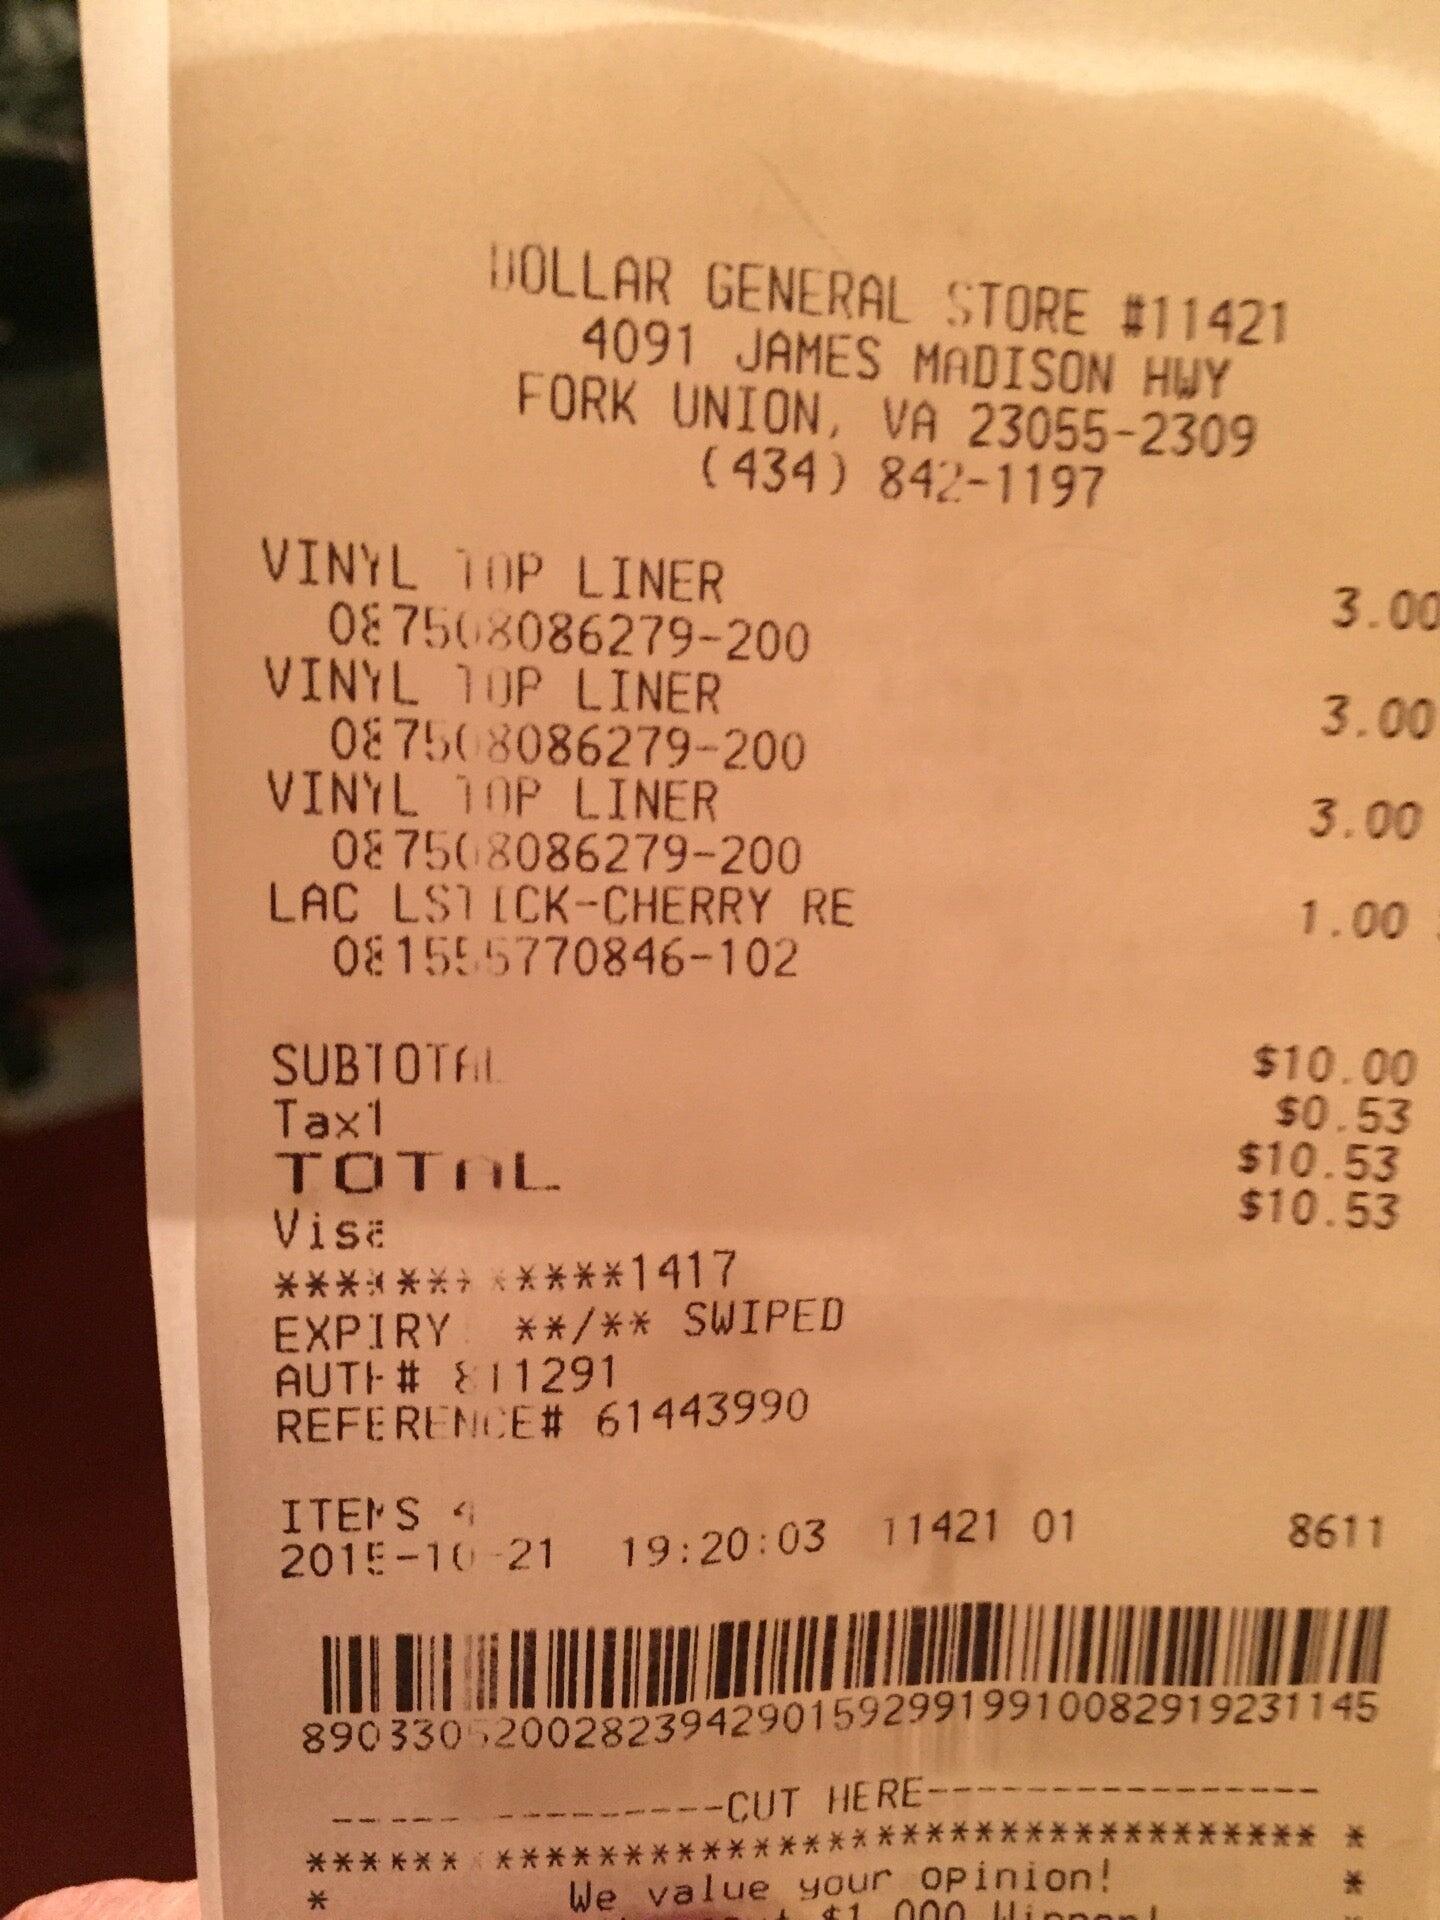 DOLLAR GENERAL STORE #11421
4091 JAMES MADISON HWY
FORK UNION, VA 23055-2309
(434) 842-1197
VINYL TOP LINER 3.00
087508086279-200
VINYL TOP LINER 3.00
087508086279-200
VINYL TOP LINER 3.00
087508086279-200
LAC LSTICK-CHERRY RE 1.00
081555770846-102
SUBTOTAL $10.00
Tax1 $0.53
TOTAL $10.53
Visa $10.53
************1417
EXPIRY **/** SWIPED
AUTH# 811291
REFERENCE# 61443990
ITEMS 4
2015-10-21 19:20:03 11421 01 8611
890330520028239429015929919910082919231145
-----------------CUT HERE-----------------
******************************************
* We value your opinion! *
$1,000 Winner!